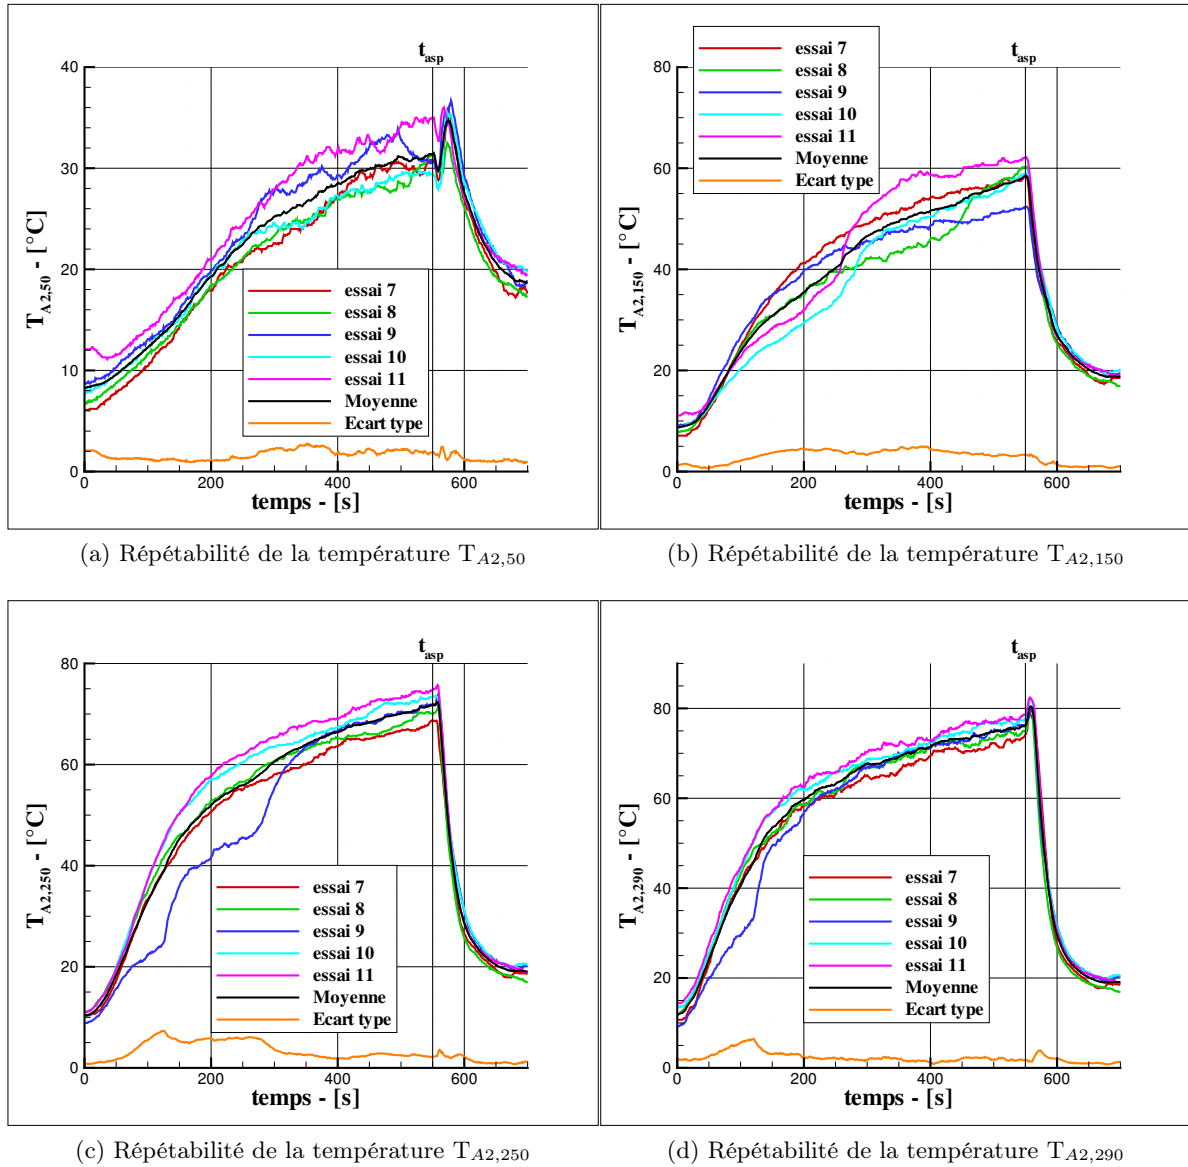 t_asp
40
30
20
10
0
T_A2,50 - [°C]
essai 7
essai 8
essai 9
essai 10
essai 11
Moyenne
Ecart type
0 200 400 600
temps - [s]
(a) Répétabilité de la température T_A2,50
t_asp
80
60
40
20
0
T_A2,150 - [°C]
essai 7
essai 8
essai 9
essai 10
essai 11
Moyenne
Ecart type
0 200 400 600
temps - [s]
(b) Répétabilité de la température T_A2,150
t_asp
80
60
40
20
0
T_A2,250 - [°C]
essai 7
essai 8
essai 9
essai 10
essai 11
Moyenne
Ecart type
0 200 400 600
temps - [s]
(c) Répétabilité de la température T_A2,250
t_asp
80
60
40
20
0
T_A2,290 - [°C]
essai 7
essai 8
essai 9
essai 10
essai 11
Moyenne
Ecart type
0 200 400 600
temps - [s]
(d) Répétabilité de la température T_A2,290